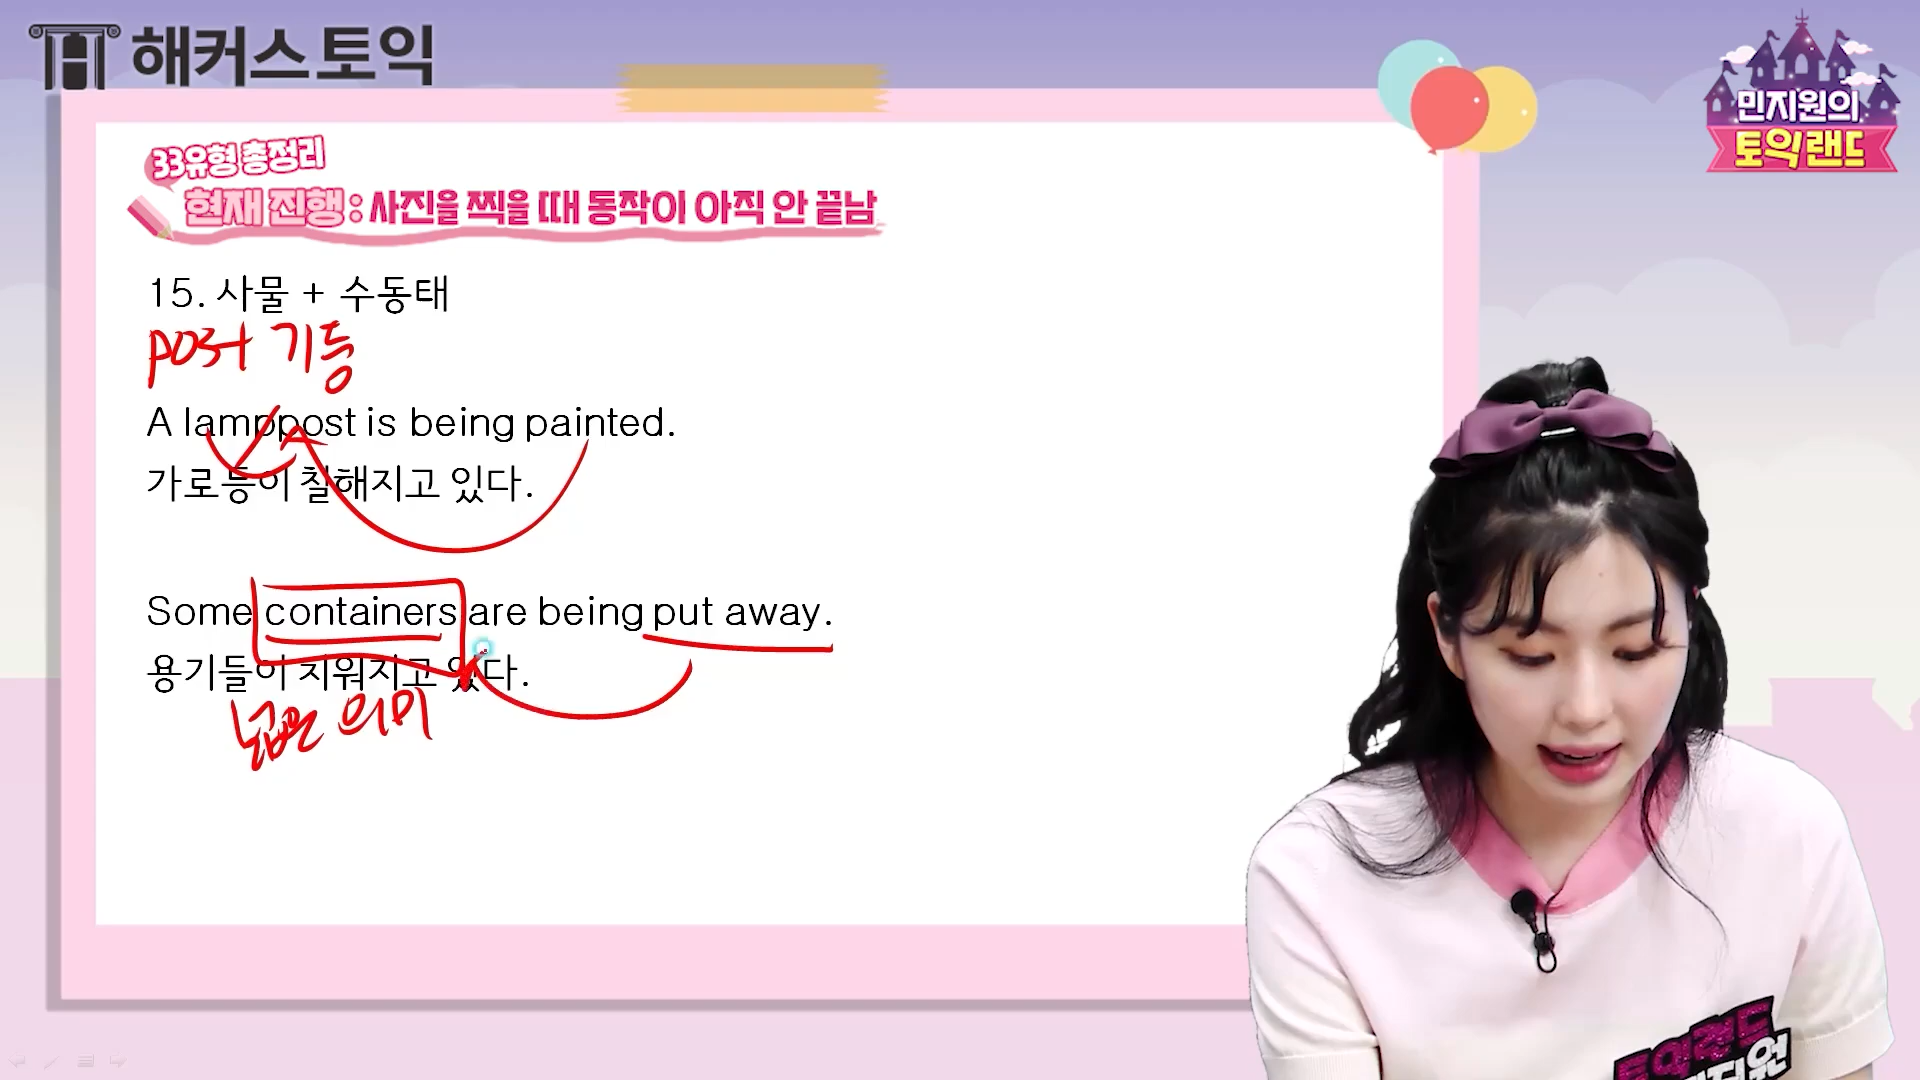 해커스토익
민지원의
토익랜드
33유형 총정리
현재 진행 : 사진을 찍을 때 동작이 아직 안 끝남
15. 사물 + 수동태
post 기둥
A lamppost is being painted.
가로등이 칠해지고 있다.
Some containers are being put away.
용기들이 치워지고 있다.
넓은 의미